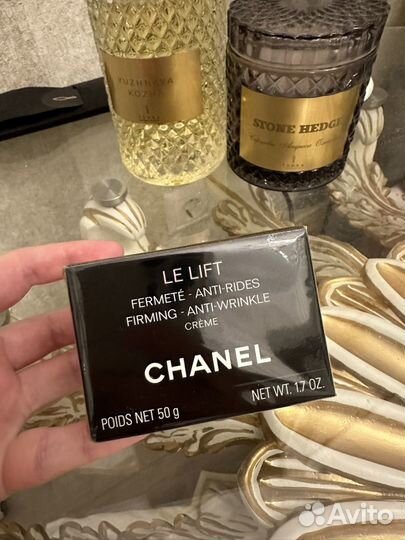 YUZHNAYA
STONE HEDGE
LE LIFT
FERMETÉ - ANTI-RIDES
FIRMING - ANTI-WRINKLE
CRÈME
CHANEL
POIDS NET 50 g
NET WT. 1.7 OZ.
Avito